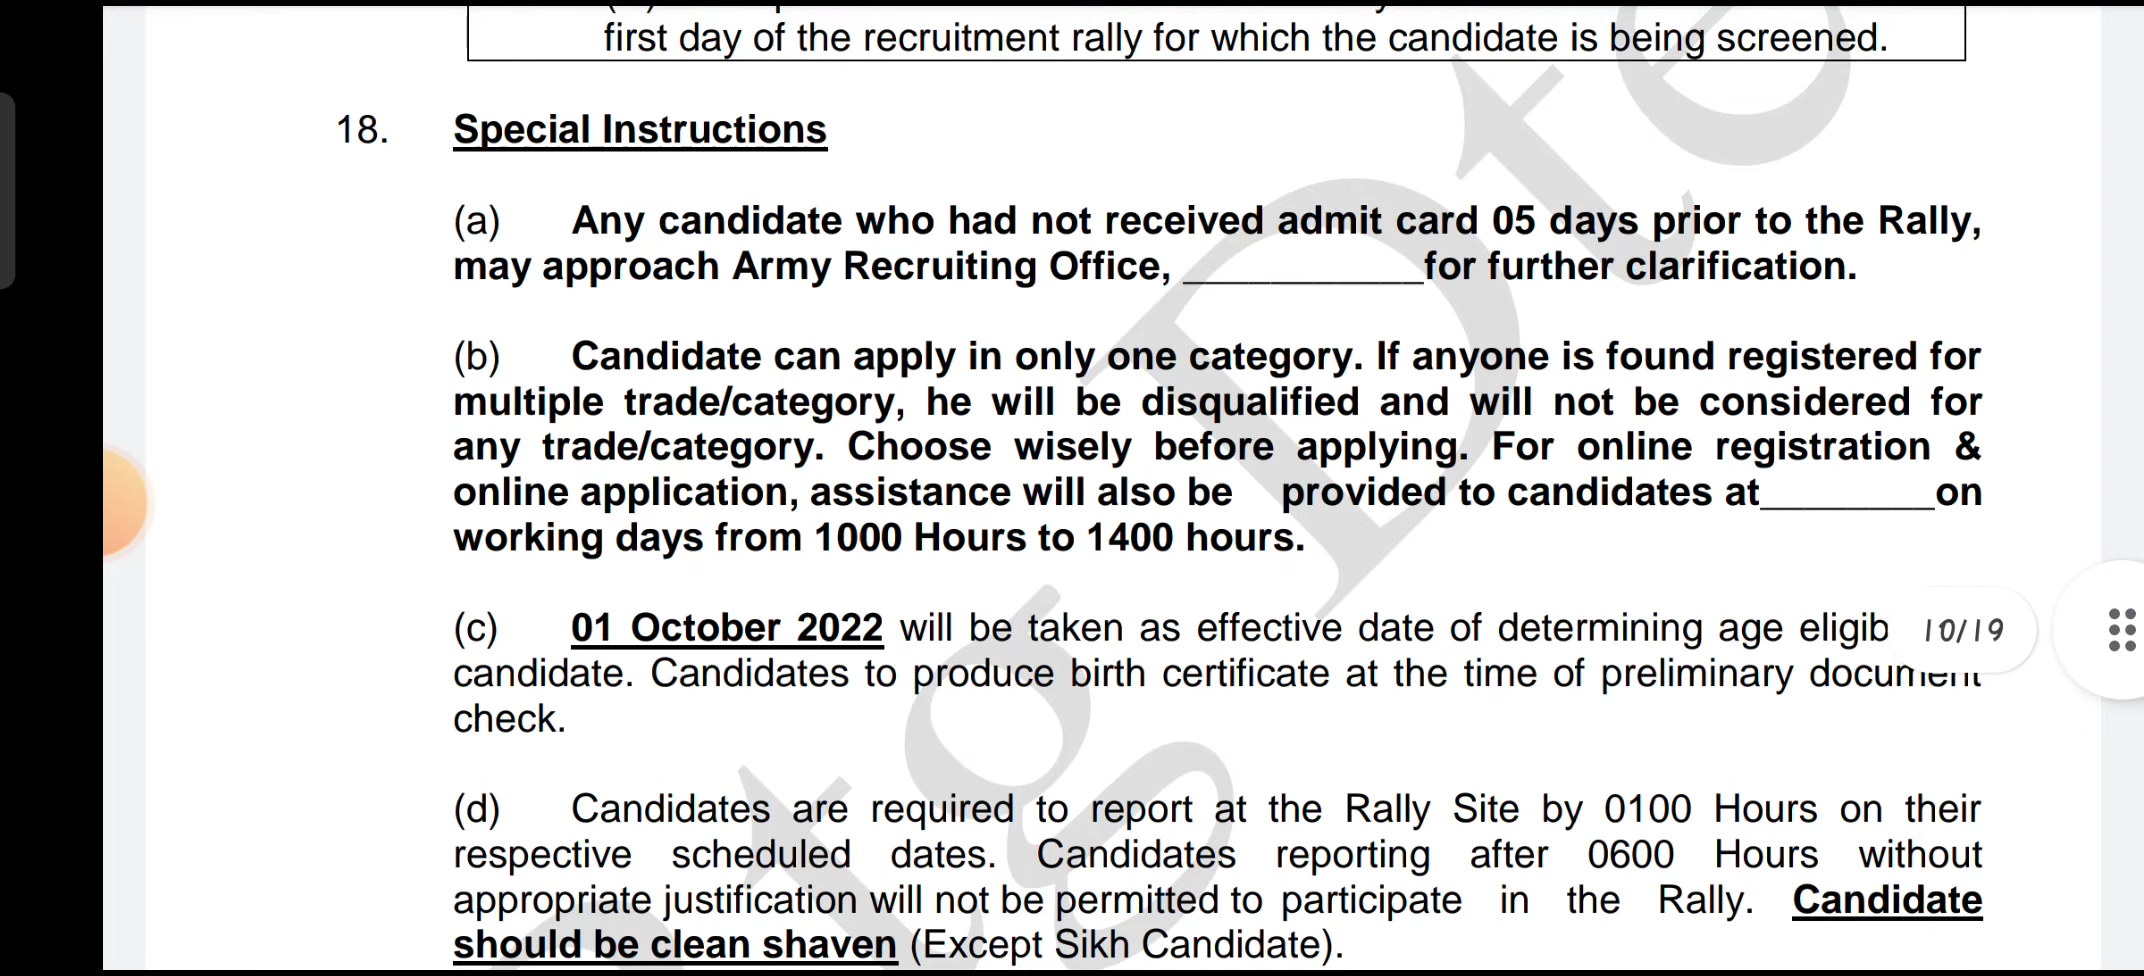 first day of the recruitment rally for which the candidate is being screened.
18. Special Instructions
(a) Any candidate who had not received admit card 05 days prior to the Rally,
may approach Army Recruiting Office, ___________for further clarification.
(b) Candidate can apply in only one category. If anyone is found registered for
multiple trade/category, he will be disqualified and will not be considered for
any trade/category. Choose wisely before applying. For online registration &
online application, assistance will also be provided to candidates at________on
working days from 1000 Hours to 1400 hours.
(c) 01 October 2022 will be taken as effective date of determining age eligib
10/19
candidate. Candidates to produce birth certificate at the time of preliminary document
check.
(d) Candidates are required to report at the Rally Site by 0100 Hours on their
respective scheduled dates. Candidates reporting after 0600 Hours without
appropriate justification will not be permitted to participate in the Rally. Candidate
should be clean shaven (Except Sikh Candidate).
tg Dte